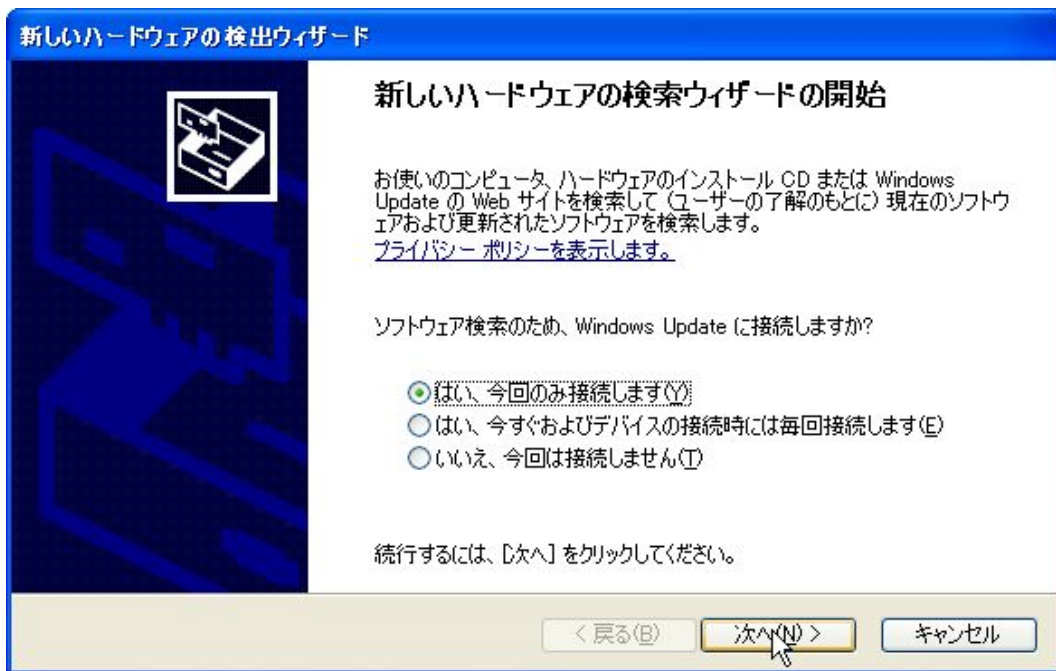 新しいハードウェアの検出ウィザード
新しいハードウェアの検索ウィザードの開始
お使いのコンピュータ、ハードウェアのインストール CD または Windows
Update の Web サイトを検索して (ユーザーの了解のもとに) 現在のソフトウ
ェアおよび更新されたソフトウェアを検索します。
プライバシー ポリシーを表示します。
ソフトウェア検索のため、Windows Update に接続しますか?
はい、今回のみ接続します(Y)
はい、今すぐおよびデバイスの接続時には毎回接続します(E)
いいえ、今回は接続しません(T)
続行するには、[次へ] をクリックしてください。
< 戻る(B)
次へ(N) >
キャンセル